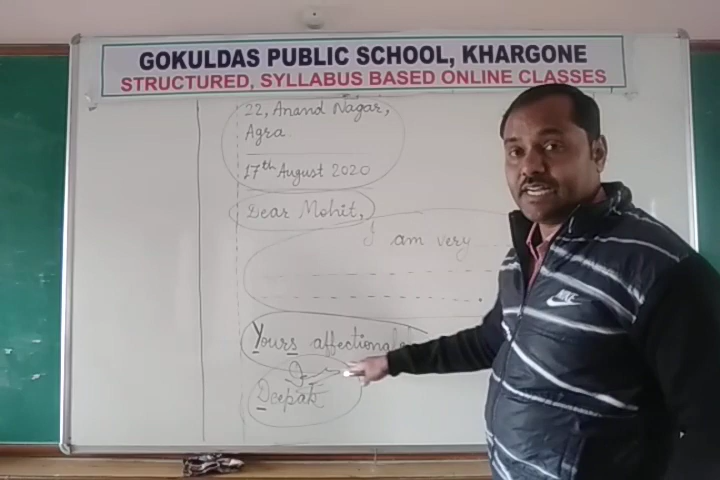 GOKULDAS PUBLIC SCHOOL, KHARGONE
STRUCTURED, SYLLABUS BASED ONLINE CLASSES
22, Anand Nagar,
Agra.
17th August 2020
Dear Mohit,
I am very
Yours
Deepak
NIKE